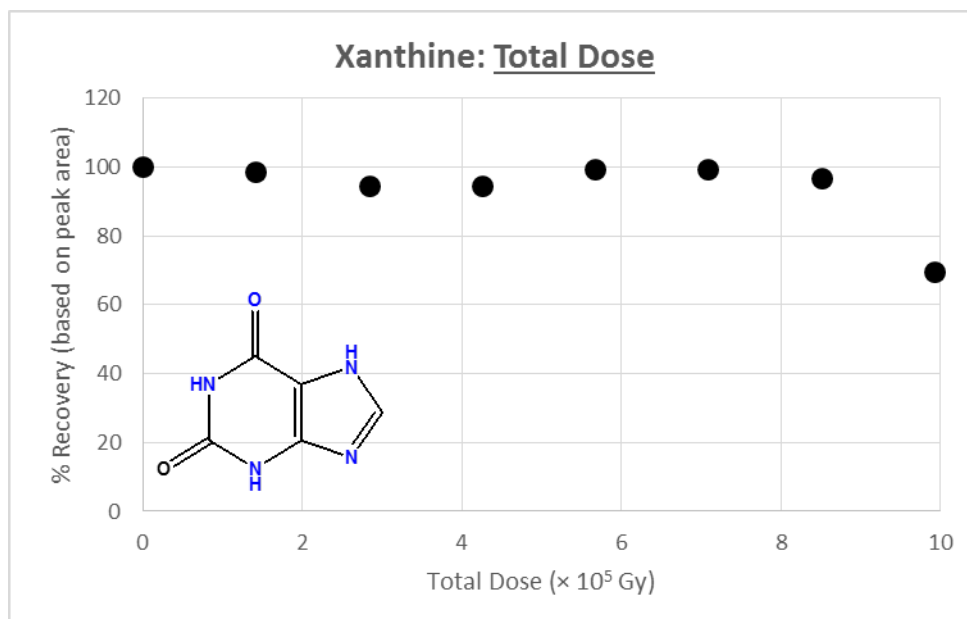 Xanthine: Total Dose
% Recovery (based on peak area)
120
100
80
60
40
20
0
O
H
N
HN
N
O
N
H
0 2 4 6 8 10
Total Dose (× 10⁵ Gy)